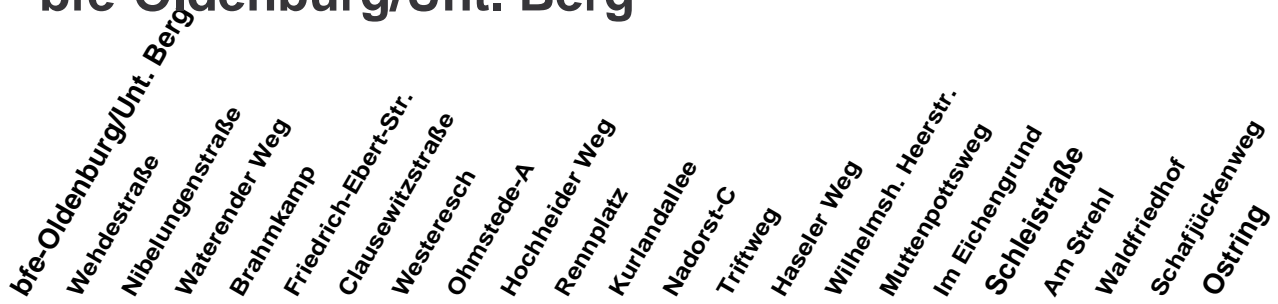 bfe-Oldenburg/Unt. Berg
bfe-Oldenburg/Unt. Berg
Wehdestraße
Nibelungenstraße
Waterender Weg
Brahmkamp
Friedrich-Ebert-Str.
Clausewitzstraße
Westeresch
Ohmstede-A
Hochheider Weg
Rennplatz
Kurlandallee
Nadorst-C
Triftweg
Haseler Weg
Wilhelmsh. Heerstr.
Muttenpottsweg
Im Eichengrund
Schleistraße
Am Strehl
Waldfriedhof
Schafjückenweg
Ostring